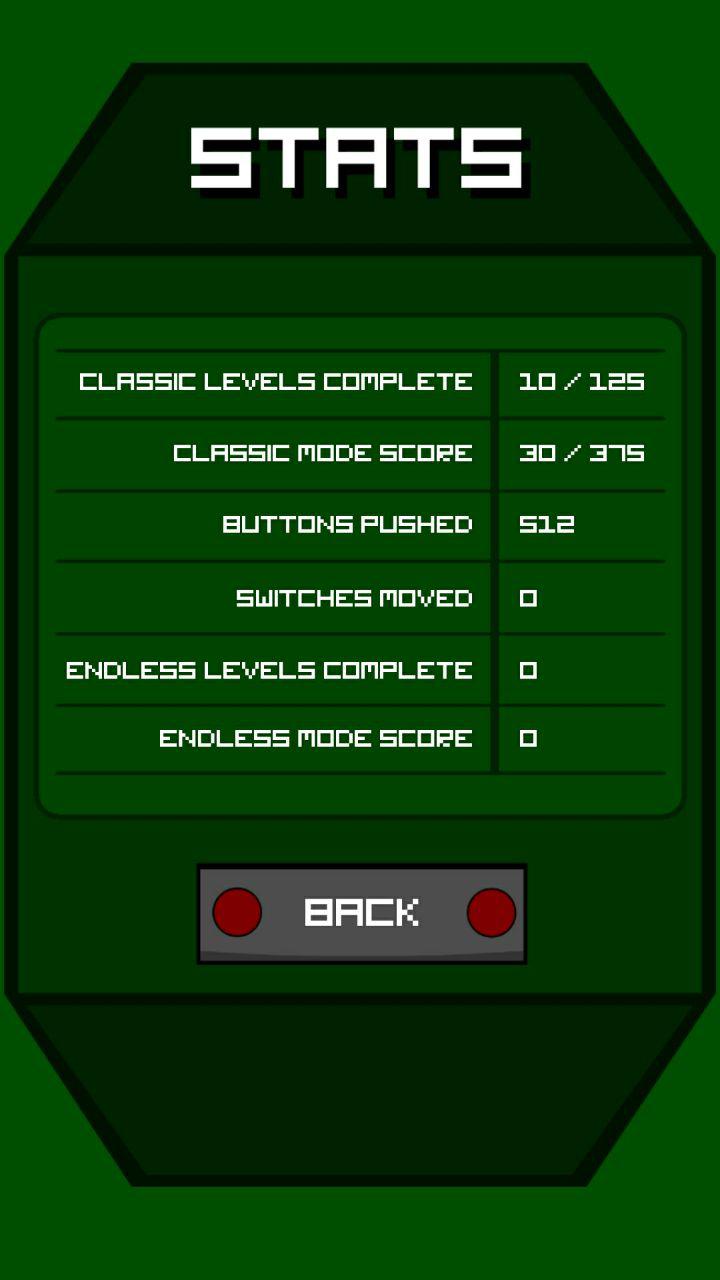 STATS
CLASSIC LEVELS COMPLETE 10 / 125
CLASSIC MODE SCORE 30 / 375
BUTTONS PUSHED 512
SWITCHES MOVED 0
ENDLESS LEVELS COMPLETE 0
ENDLESS MODE SCORE 0
BACK